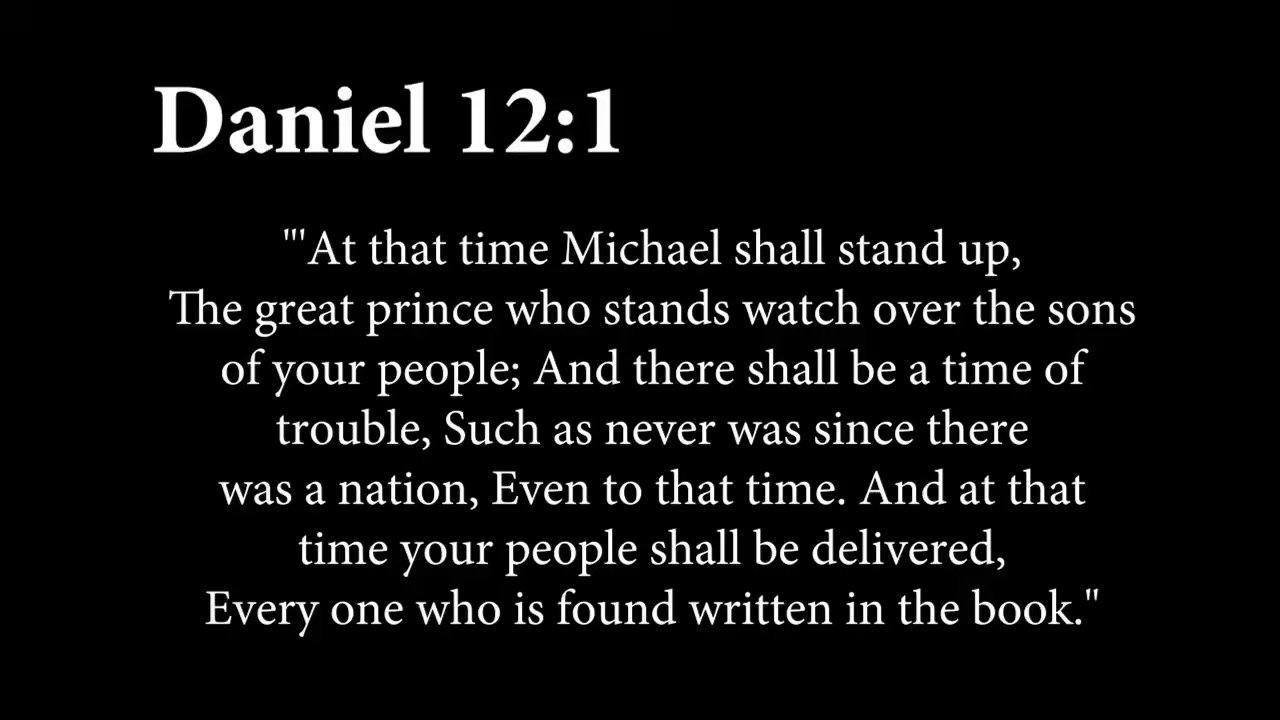 Daniel 12:1
"'At that time Michael shall stand up,
The great prince who stands watch over the sons
of your people; And there shall be a time of
trouble, Such as never was since there
was a nation, Even to that time. And at that
time your people shall be delivered,
Every one who is found written in the book."